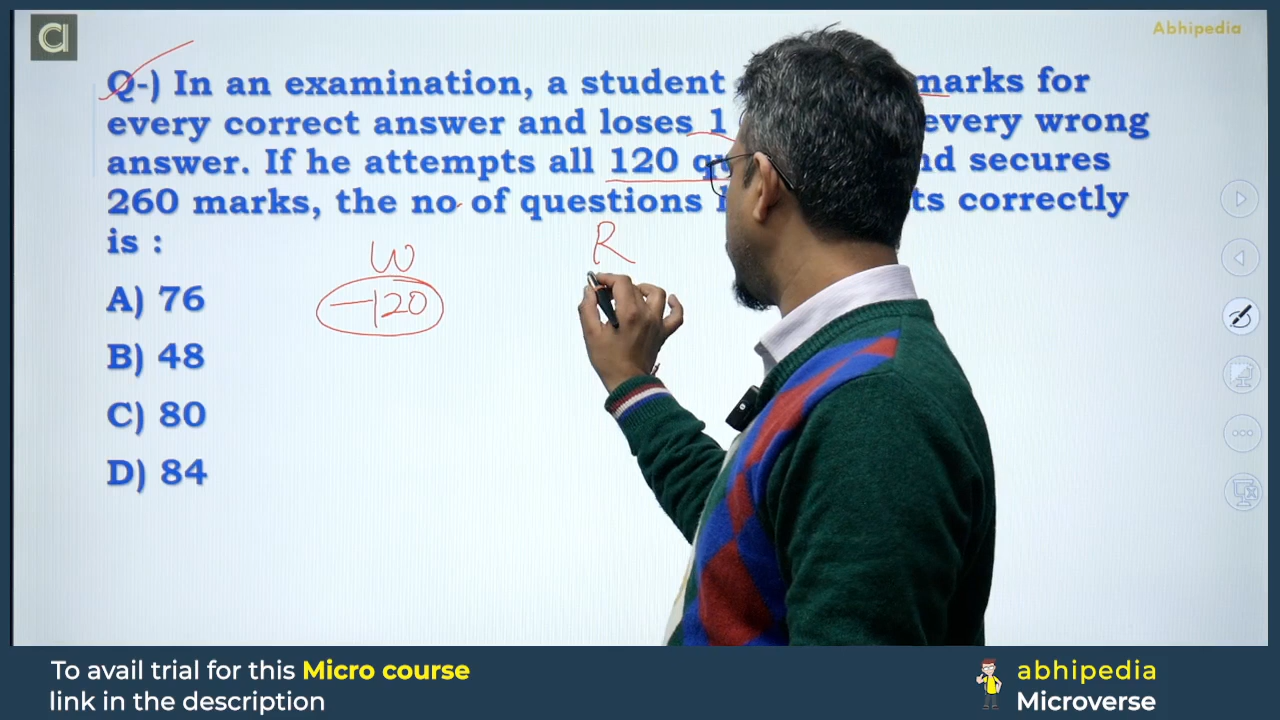 Abhipedia
Q-) In an examination, a student marks for
every correct answer and loses 1 every wrong
answer. If he attempts all 120 nd secures
260 marks, the no of questions correctly
is :
W R
-120
A) 76
B) 48
C) 80
D) 84
To avail trial for this Micro course
link in the description
abhipedia
Microverse